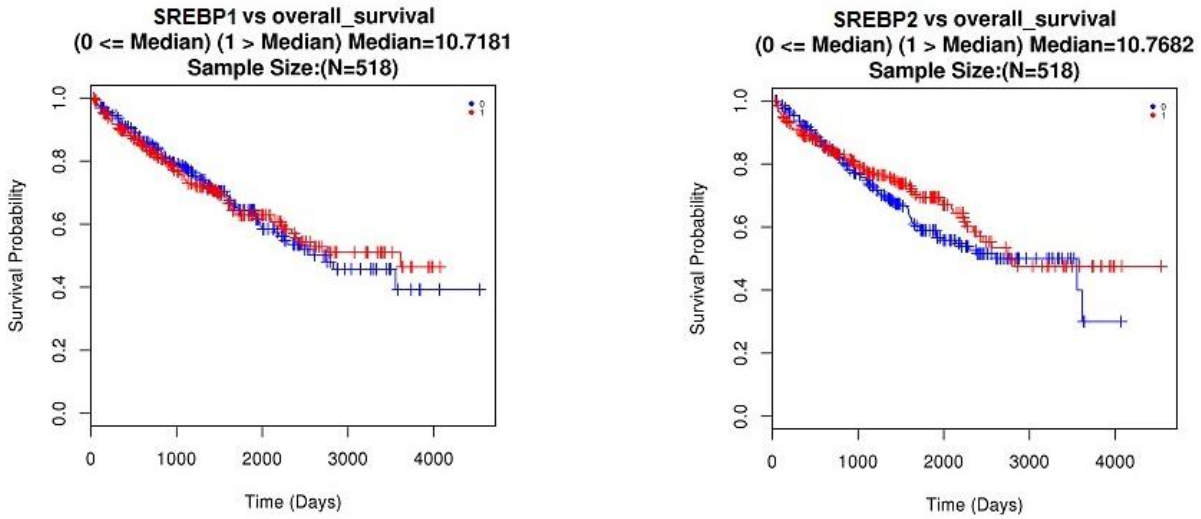 SREBP1 vs overall_survival
(0 <= Median) (1 > Median) Median=10.7181
Sample Size:(N=518)
0
1
1.0
0.8
0.6
0.4
0.2
0.0
Survival Probability
0 1000 2000 3000 4000
Time (Days)
SREBP2 vs overall_survival
(0 <= Median) (1 > Median) Median=10.7682
Sample Size:(N=518)
0
1
1.0
0.8
0.6
0.4
0.2
0.0
Survival Probability
0 1000 2000 3000 4000
Time (Days)